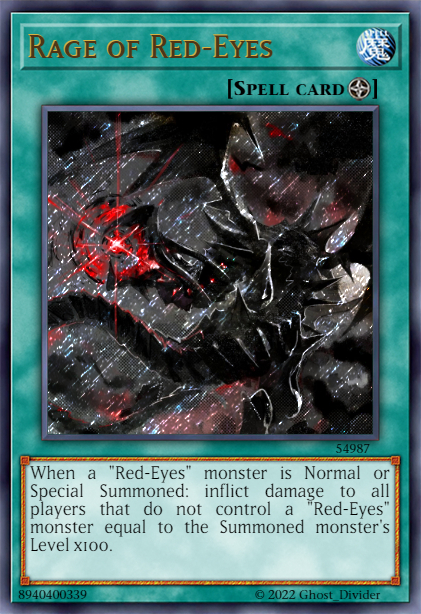 Rage of Red-Eyes
魔
[Spell card]
54987
When a "Red-Eyes" monster is Normal or
Special Summoned: inflict damage to all
players that do not control a "Red-Eyes"
monster equal to the Summoned monster's
Level x100.
8940400339 © 2022 Ghost_Divider